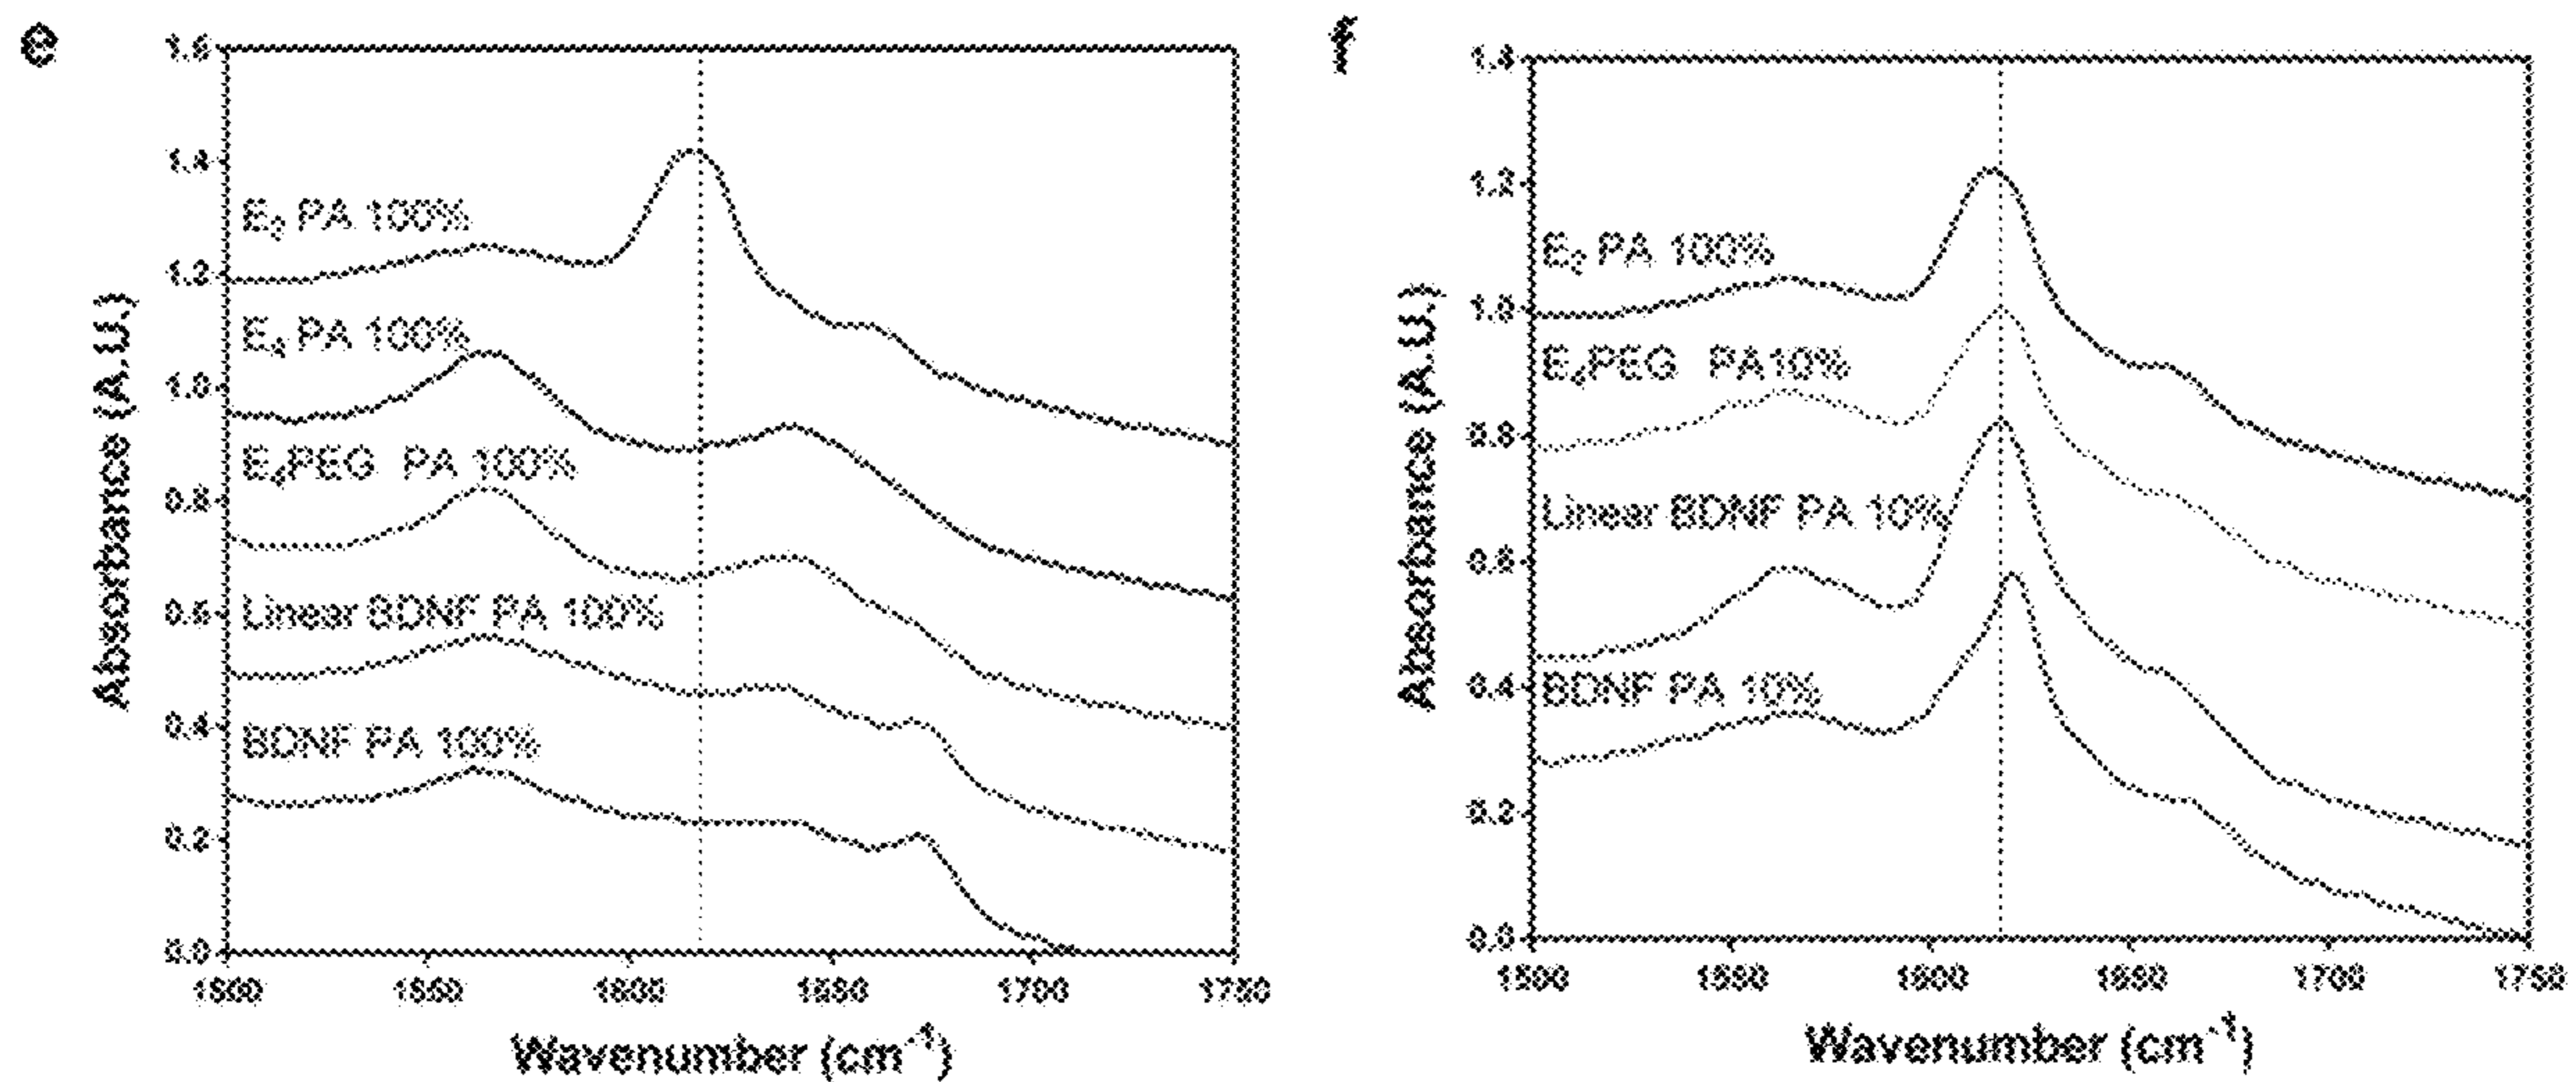 e
1.6
1.4
1.2
1.0
0.8
0.6
0.4
0.2
0.0
Absorbance (A.U.)
E₂ PA 100%
E₄ PA 100%
E₄PEG PA 100%
Linear BDNF PA 100%
BDNF PA 100%
1500 1550 1600 1650 1700 1750
Wavenumber (cm⁻¹)
f
1.4
1.2
1.0
0.8
0.6
0.4
0.2
0.0
Absorbance (A.U.)
E₂ PA 100%
E₄PEG PA10%
Linear BDNF PA 10%
BDNF PA 10%
1500 1550 1600 1650 1700 1750
Wavenumber (cm⁻¹)